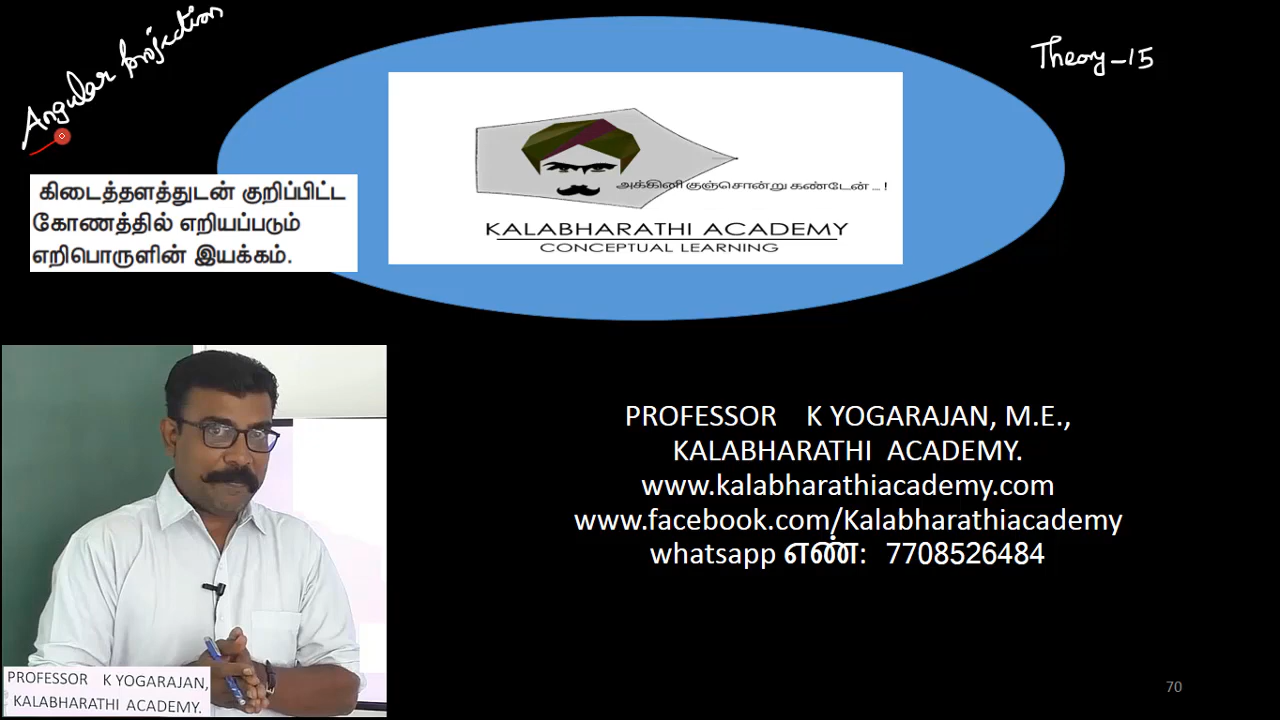 Angular projection
Theory-15
கிடைத்தளத்துடன் குறிப்பிட்ட
கோணத்தில் எறியப்படும்
எறிபொருளின் இயக்கம்.
அக்கினி குஞ்சொன்று கண்டேன் ...!
KALABHARATHI ACADEMY
CONCEPTUAL LEARNING
PROFESSOR K YOGARAJAN, M.E.,
KALABHARATHI ACADEMY.
www.kalabharathiacademy.com
www.facebook.com/Kalabharathiacademy
whatsapp எண்: 7708526484
PROFESSOR K YOGARAJAN,
KALABHARATHI ACADEMY.
70